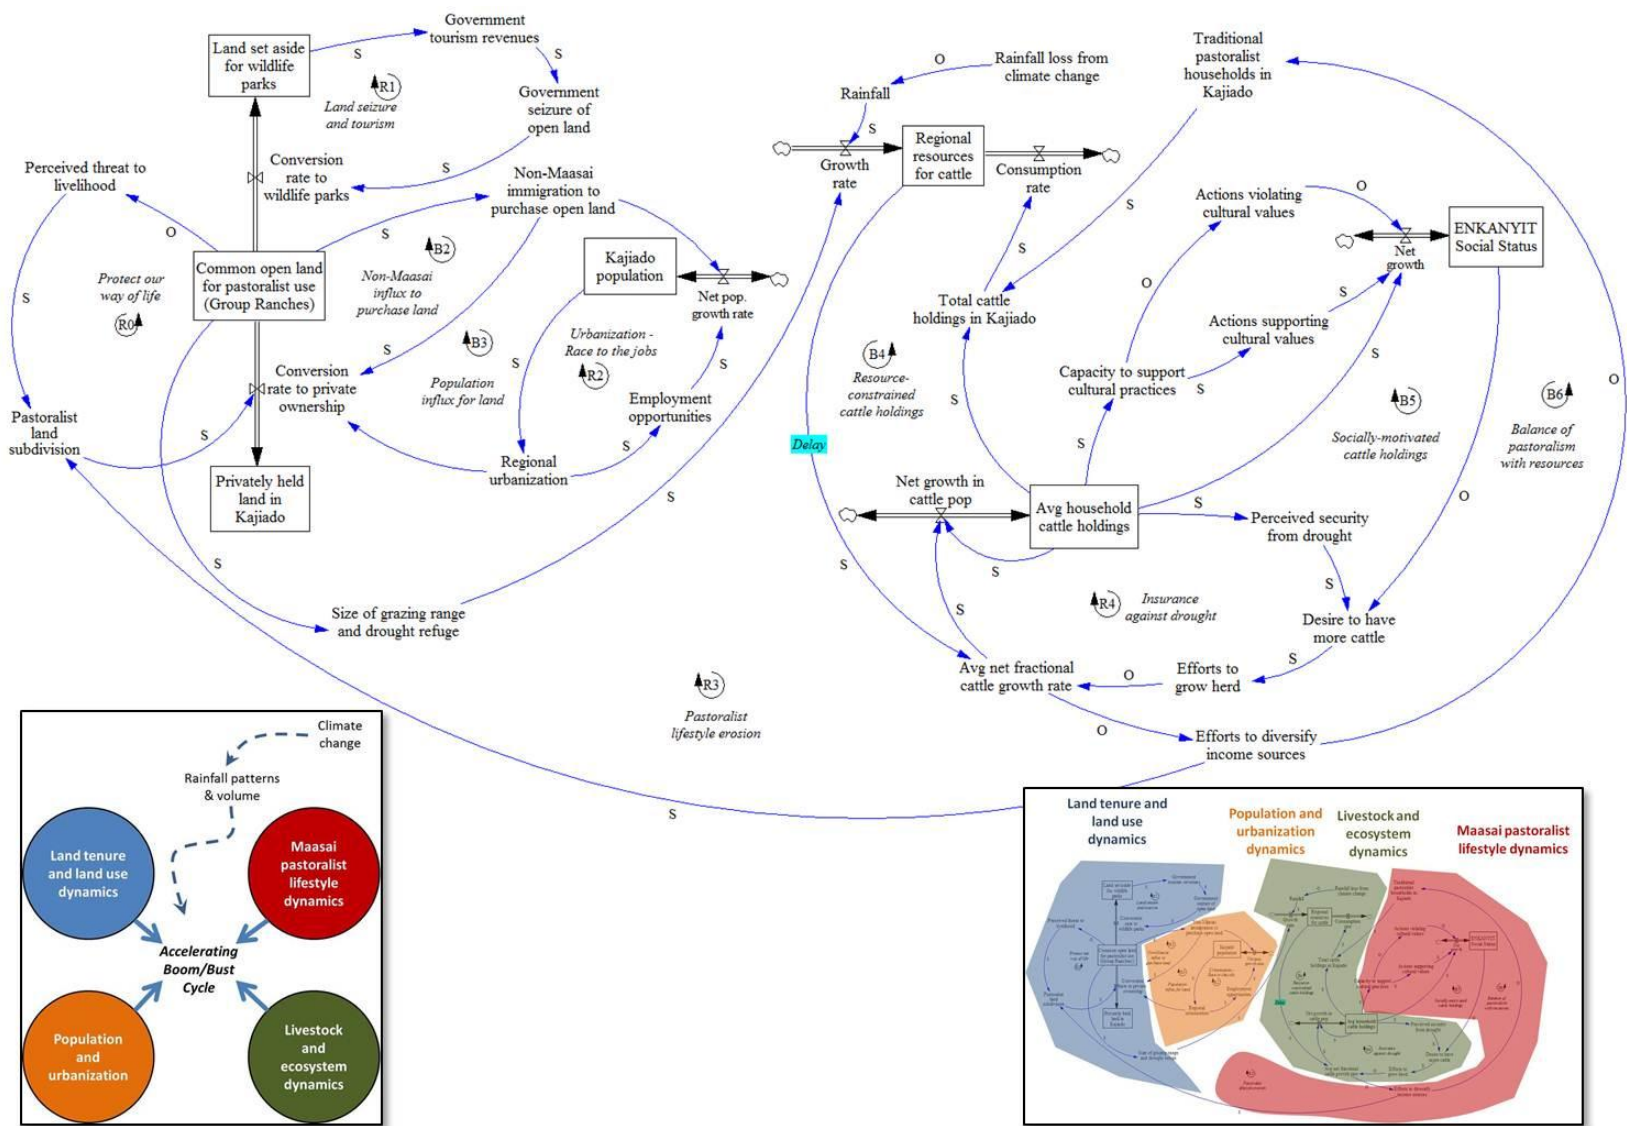 Government
tourism revenues
Land set aside
for wildlife
parks
S
R1
Land seizure
and tourism
S
Government
seizure of
open land
Perceived threat to
livelihood
Conversion
rate to
wildlife parks
S
Non-Maasai
immigration to
purchase open land
S
O
S
B2
Non-Maasai
influx to
purchase land
Common open land
for pastoralist use
(Group Ranches)
Kajiado
population
S
Net pop.
growth rate
Protect our
way of life
R0
S
B3
Population
influx for land
Urbanization -
Race to the jobs
R2
S
S
S
Conversion
rate to private
ownership
Employment
opportunities
Pastoralist
land
subdivision
S
S
Regional
urbanization
Privately held
land in
Kajiado
S
S
Size of grazing range
and drought refuge
R3
Pastoralist
lifestyle erosion
S
Rainfall loss from
climate change
O
Rainfall
S
Growth
rate
Regional
resources
for cattle
Consumption
rate
Traditional
pastoralist
households in
Kajiado
S
S
Total cattle
holdings in Kajiado
Actions violating
cultural values
O
Net
growth
ENKANYIT
Social Status
O
S
Actions supporting
cultural values
S
B4
Resource-
constrained
cattle holdings
Capacity to support
cultural practices
S
S
S
B5
Socially-motivated
cattle holdings
B6
Balance of
pastoralism
with resources
O
Delay
S
Net growth in
cattle pop
Avg household
cattle holdings
S
S
Perceived security
from drought
O
S
S
S
S
R4
Insurance
against drought
Desire to have
more cattle
S
Efforts to
grow herd
O
Avg net fractional
cattle growth rate
O
Efforts to diversify
income sources
Climate
change
Rainfall patterns
& volume
Land tenure
and land use
dynamics
Maasai
pastoralist
lifestyle
dynamics
Accelerating
Boom/Bust
Cycle
Population
and
urbanization
Livestock
and
ecosystem
dynamics
Land tenure and
land use
dynamics
Population and
urbanization
dynamics
Livestock and
ecosystem
dynamics
Maasai pastoralist
lifestyle dynamics